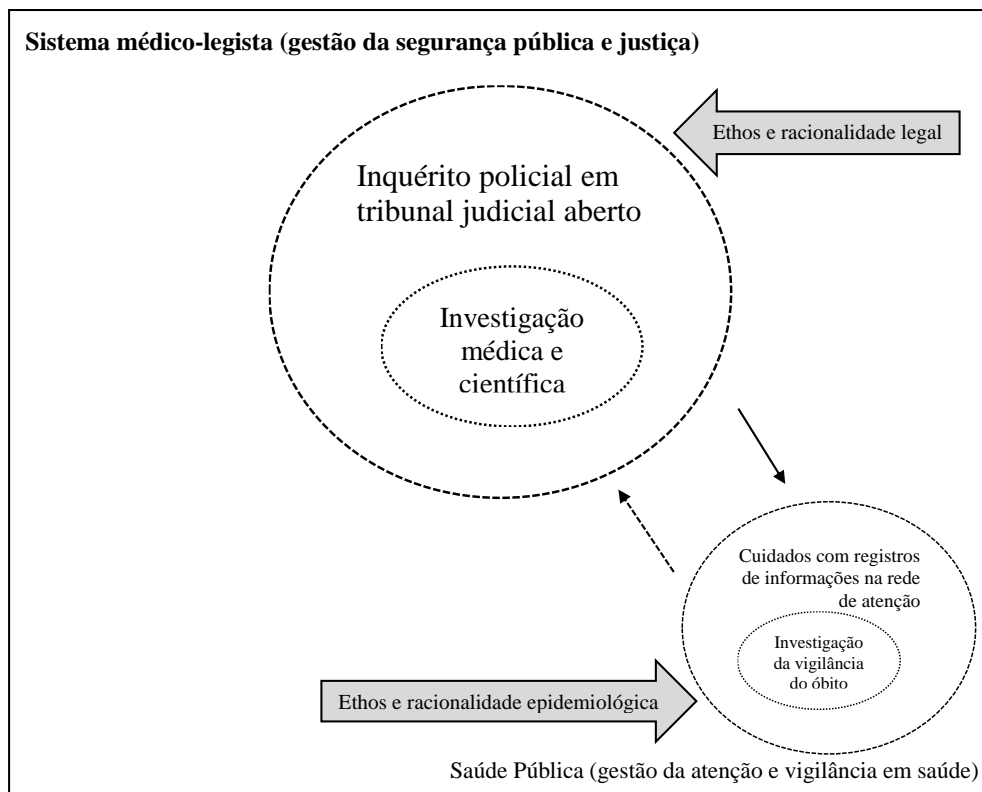 Sistema médico-legista (gestão da segurança pública e justiça)
Ethos e racionalidade legal
Inquérito policial em
tribunal judicial aberto
Investigação
médica e
científica
Cuidados com registros
de informações na rede
de atenção
Investigação
da vigilância
do óbito
Ethos e racionalidade epidemiológica
Saúde Pública (gestão da atenção e vigilância em saúde)